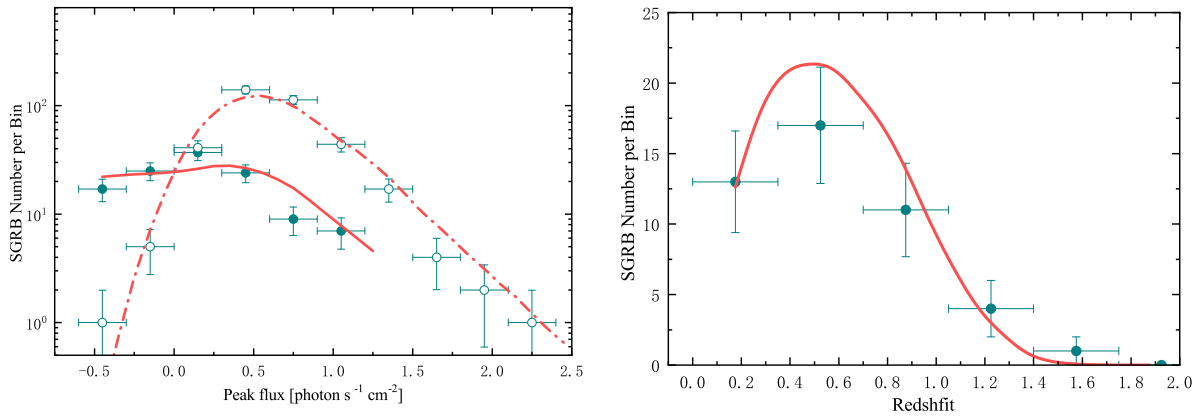 SGRB Number per Bin
10²
10¹
10⁰
-0.5 0.0 0.5 1.0 1.5 2.0 2.5
Peak flux [photon s⁻¹ cm⁻²]
SGRB Number per Bin
25
20
15
10
5
0
0.0 0.2 0.4 0.6 0.8 1.0 1.2 1.4 1.6 1.8 2.0
Redshfit